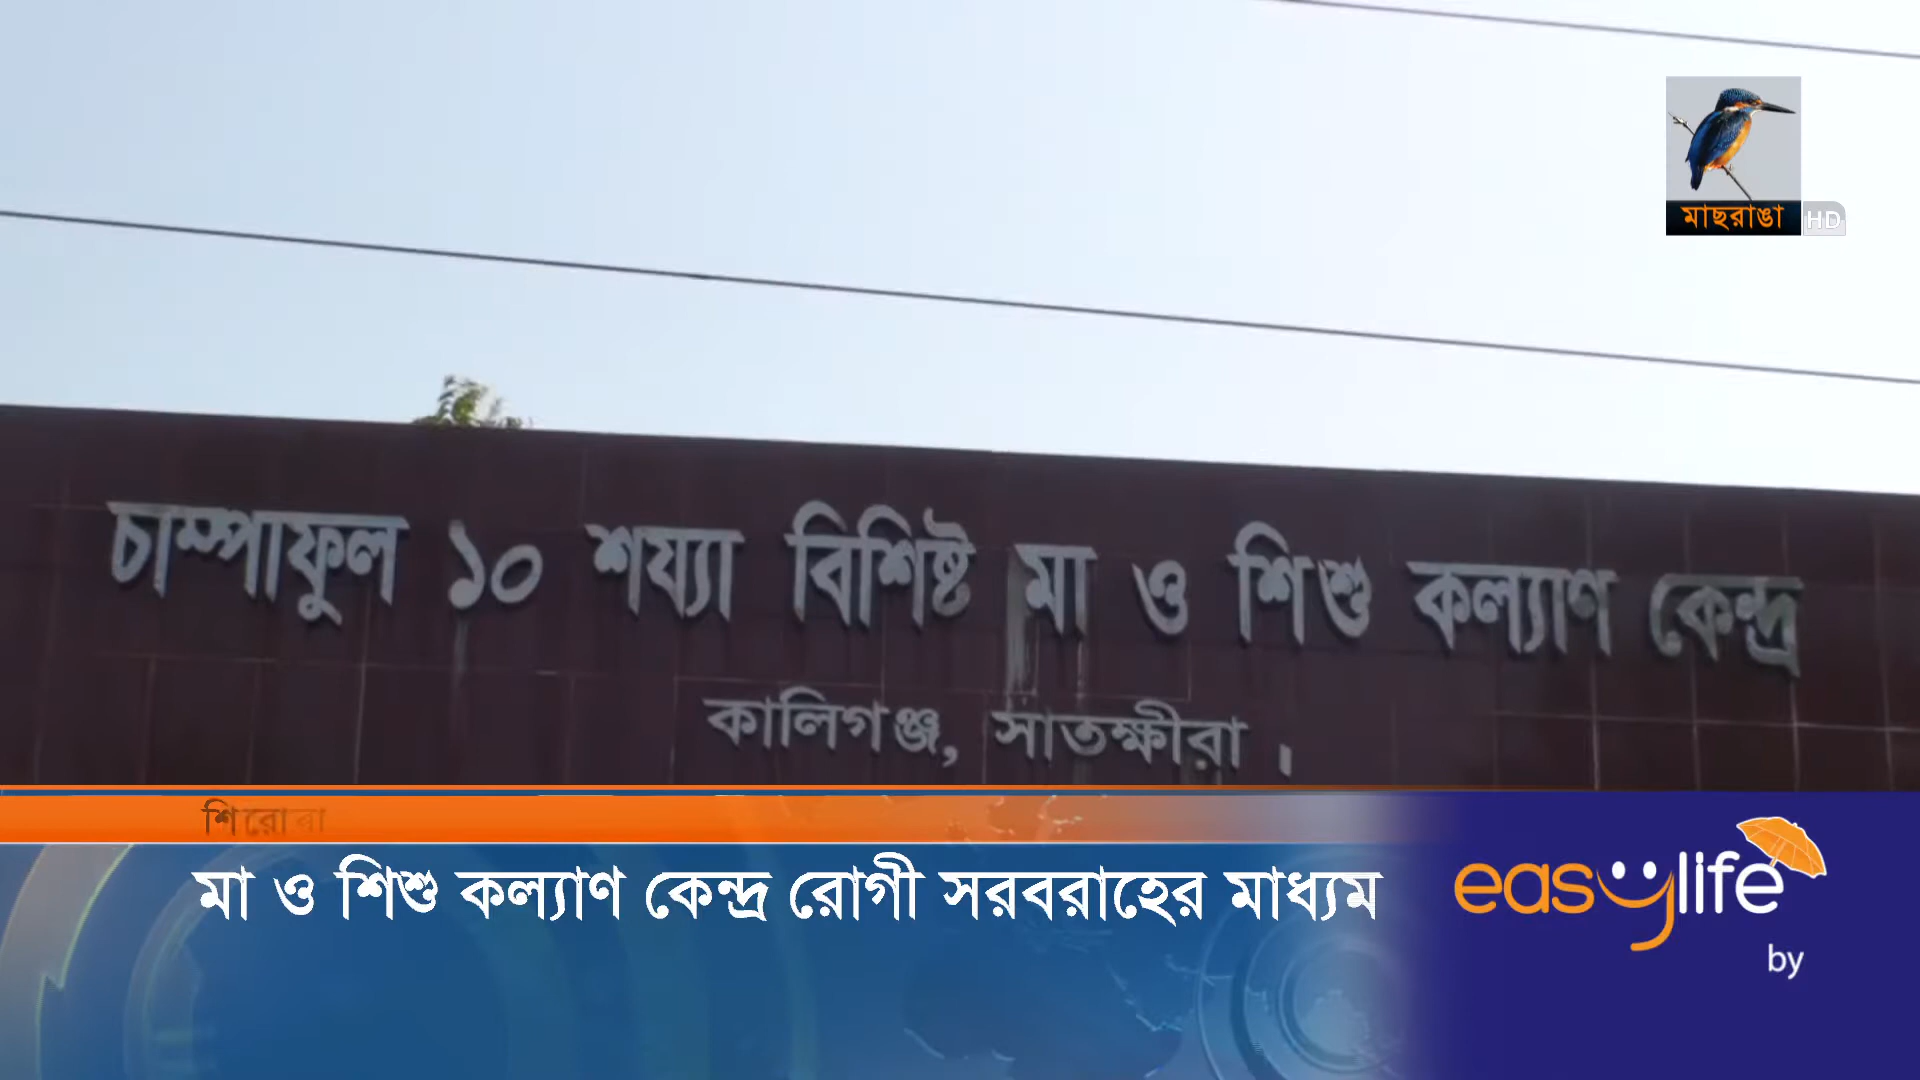 মাছরাঙা HD
চাম্পাফুল ১০ শয্যা বিশিষ্ট মা ও শিশু কল্যাণ কেন্দ্র
কালিগঞ্জ, সাতক্ষীরা ।
শিরোনা
মা ও শিশু কল্যাণ কেন্দ্র রোগী সরবরাহের মাধ্যম
easylife
by